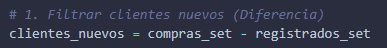 # 1. Filtrar clientes nuevos (Diferencia)
clientes_nuevos = compras_set - registrados_set